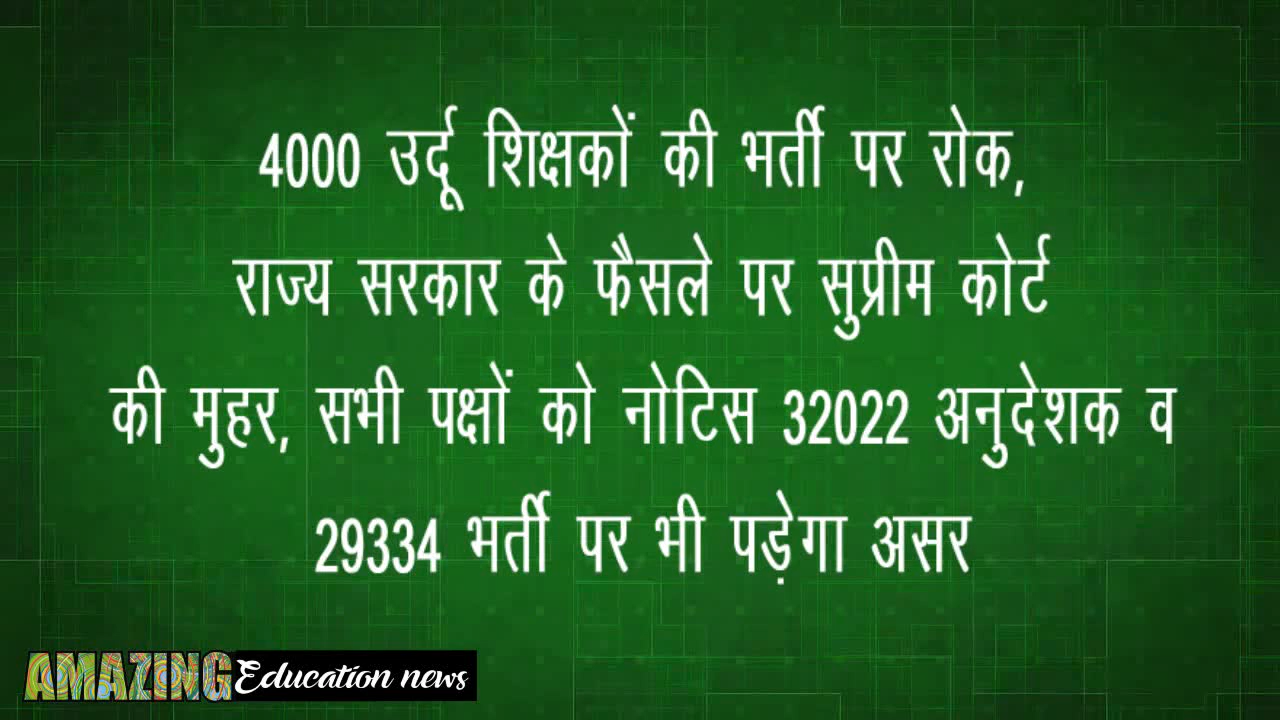 4000 उर्दू शिक्षकों की भर्ती पर रोक,
राज्य सरकार के फैसले पर सुप्रीम कोर्ट
की मुहर, सभी पक्षों को नोटिस 32022 अनुदेशक व
29334 भर्ती पर भी पड़ेगा असर
AMAZING Education news